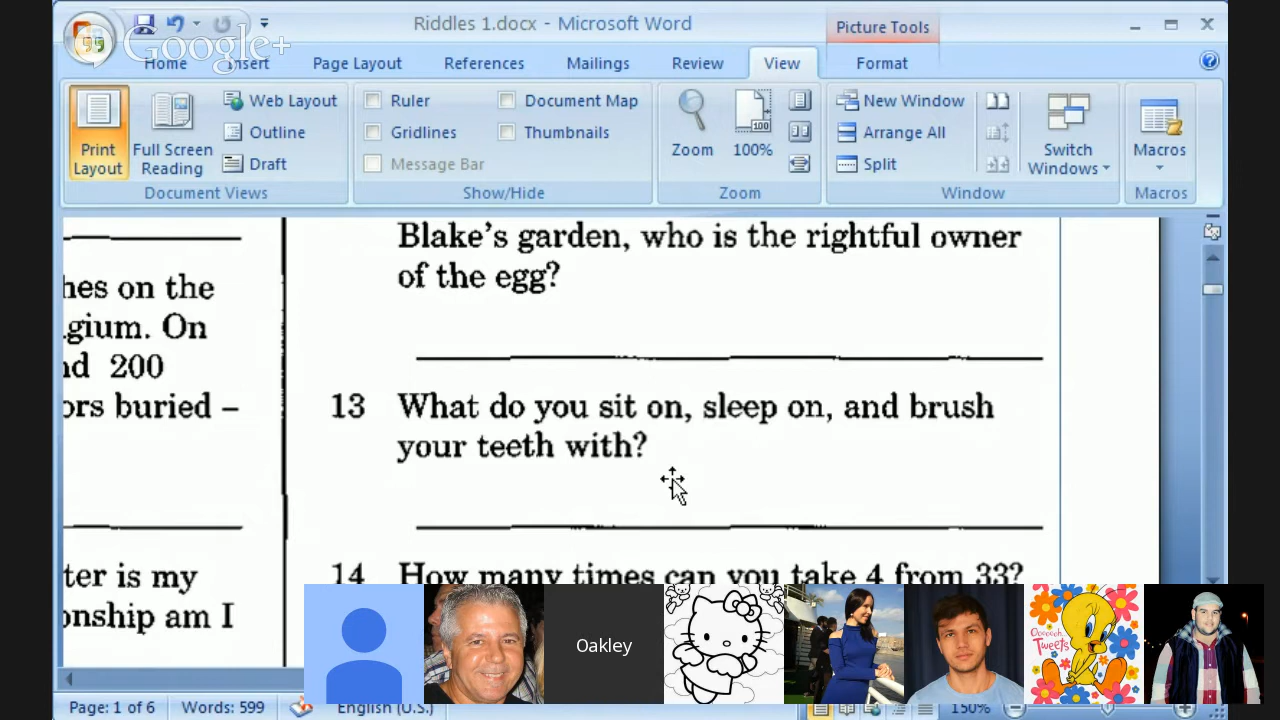 Riddles 1.docx - Microsoft Word
Picture Tools
Google+
Home
Insert
Page Layout
References
Mailings
Review
View
Format
Print Layout
Full Screen Reading
Web Layout
Outline
Draft
Document Views
Ruler
Gridlines
Message Bar
Document Map
Thumbnails
Show/Hide
Zoom
100
100%
Zoom
New Window
Arrange All
Split
Switch Windows
Window
Macros
Macros
hes on the
gium. On
nd 200
ors buried –
ter is my
onship am I
Blake's garden, who is the rightful owner
of the egg?
13 What do you sit on, sleep on, and brush
your teeth with?
14 How many times can you take 4 from 33?
Oakley
Ooooooh.. Tweets
Page: 1 of 6
Words: 599
English (U.S.)
150%